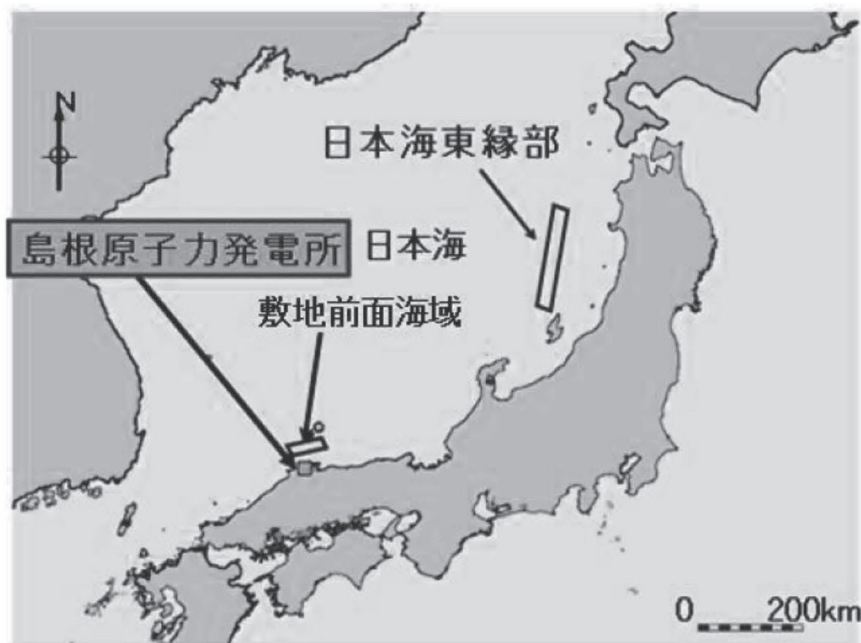 N
日本海東縁部
島根原子力発電所
日本海
敷地前面海域
0 200km